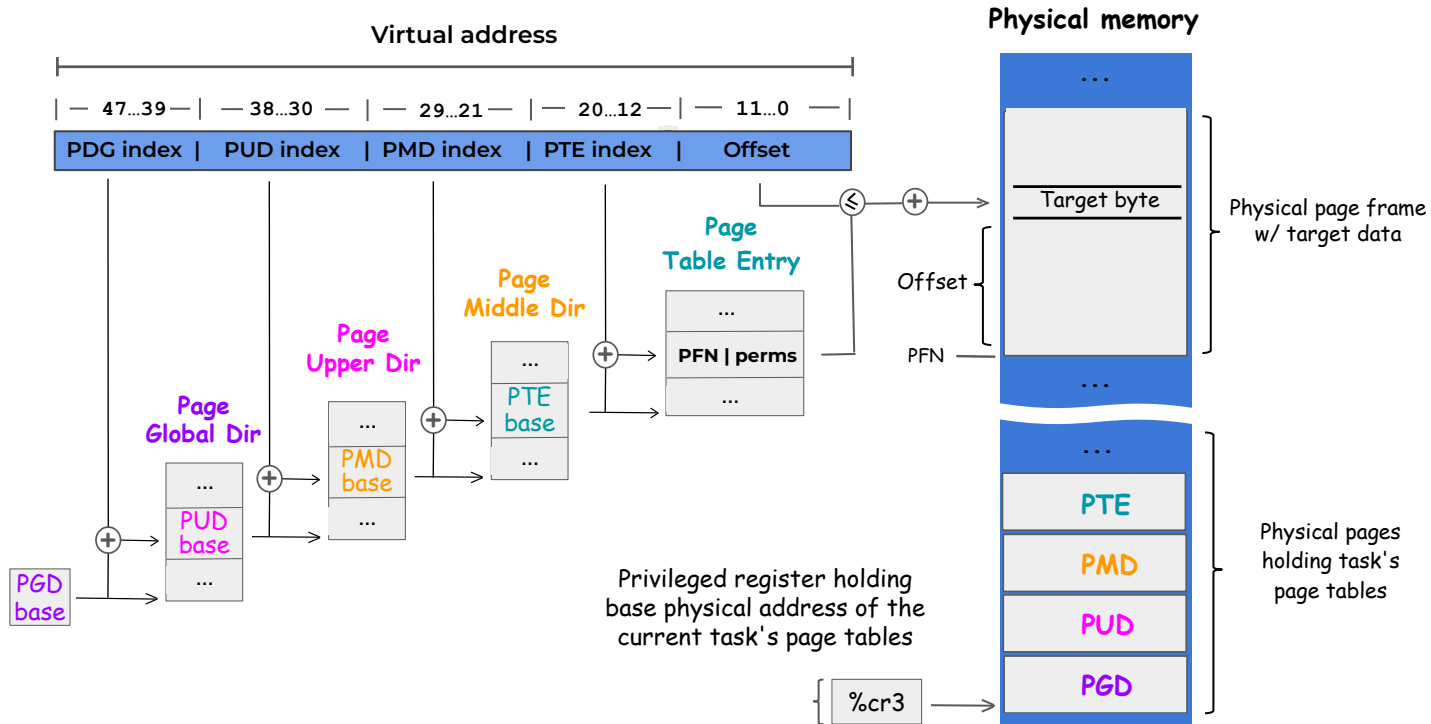 Physical memory
Virtual address
47...39 | 38...30 | 29...21 | 20...12 | 11...0
PDG index | PUD index | PMD index | PTE index | Offset
...
Target byte
Physical page frame
w/ target data
Offset
PFN
...
≤
+
Page
Table Entry
...
PFN | perms
...
Page
Middle Dir
...
PTE
base
...
+
Page
Upper Dir
...
PMD
base
...
+
Page
Global Dir
...
PUD
base
...
+
+
PGD
base
...
PTE
PMD
PUD
PGD
Physical pages
holding task's
page tables
Privileged register holding
base physical address of the
current task's page tables
%cr3